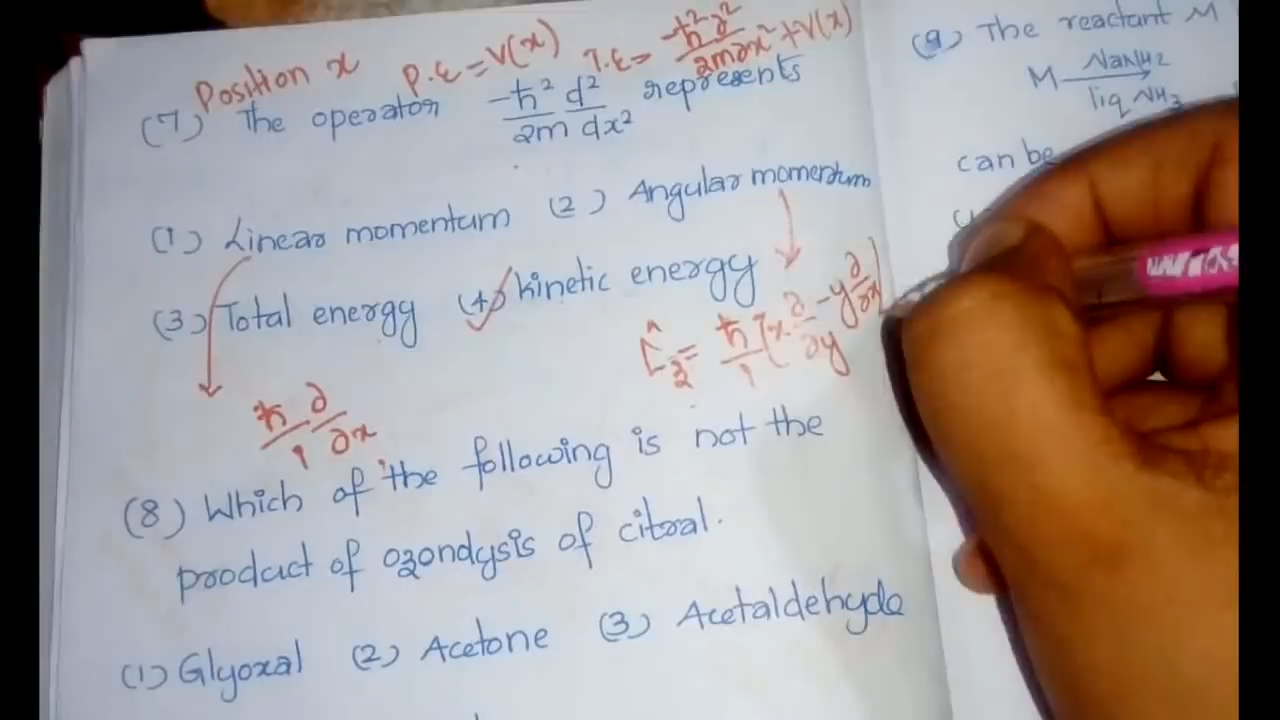 Position x P.E = V(x) T.E = -ħ²∂²/2m∂x² + V(x)
(7) The operator -ħ²/2m d²/dx² represents
(1) Linear momentum (2) Angular momentum
(3) Total energy (4) kinetic energy
L̂z = ħ/i [x ∂/∂y - y ∂/∂x]
ħ/i ∂/∂x
(8) Which of the following is not the
product of ozondysis of citral.
(1) Glyoxal (2) Acetone (3) Acetaldehyde
(9) The reactant M
M NaNH2
liq NH3
can be